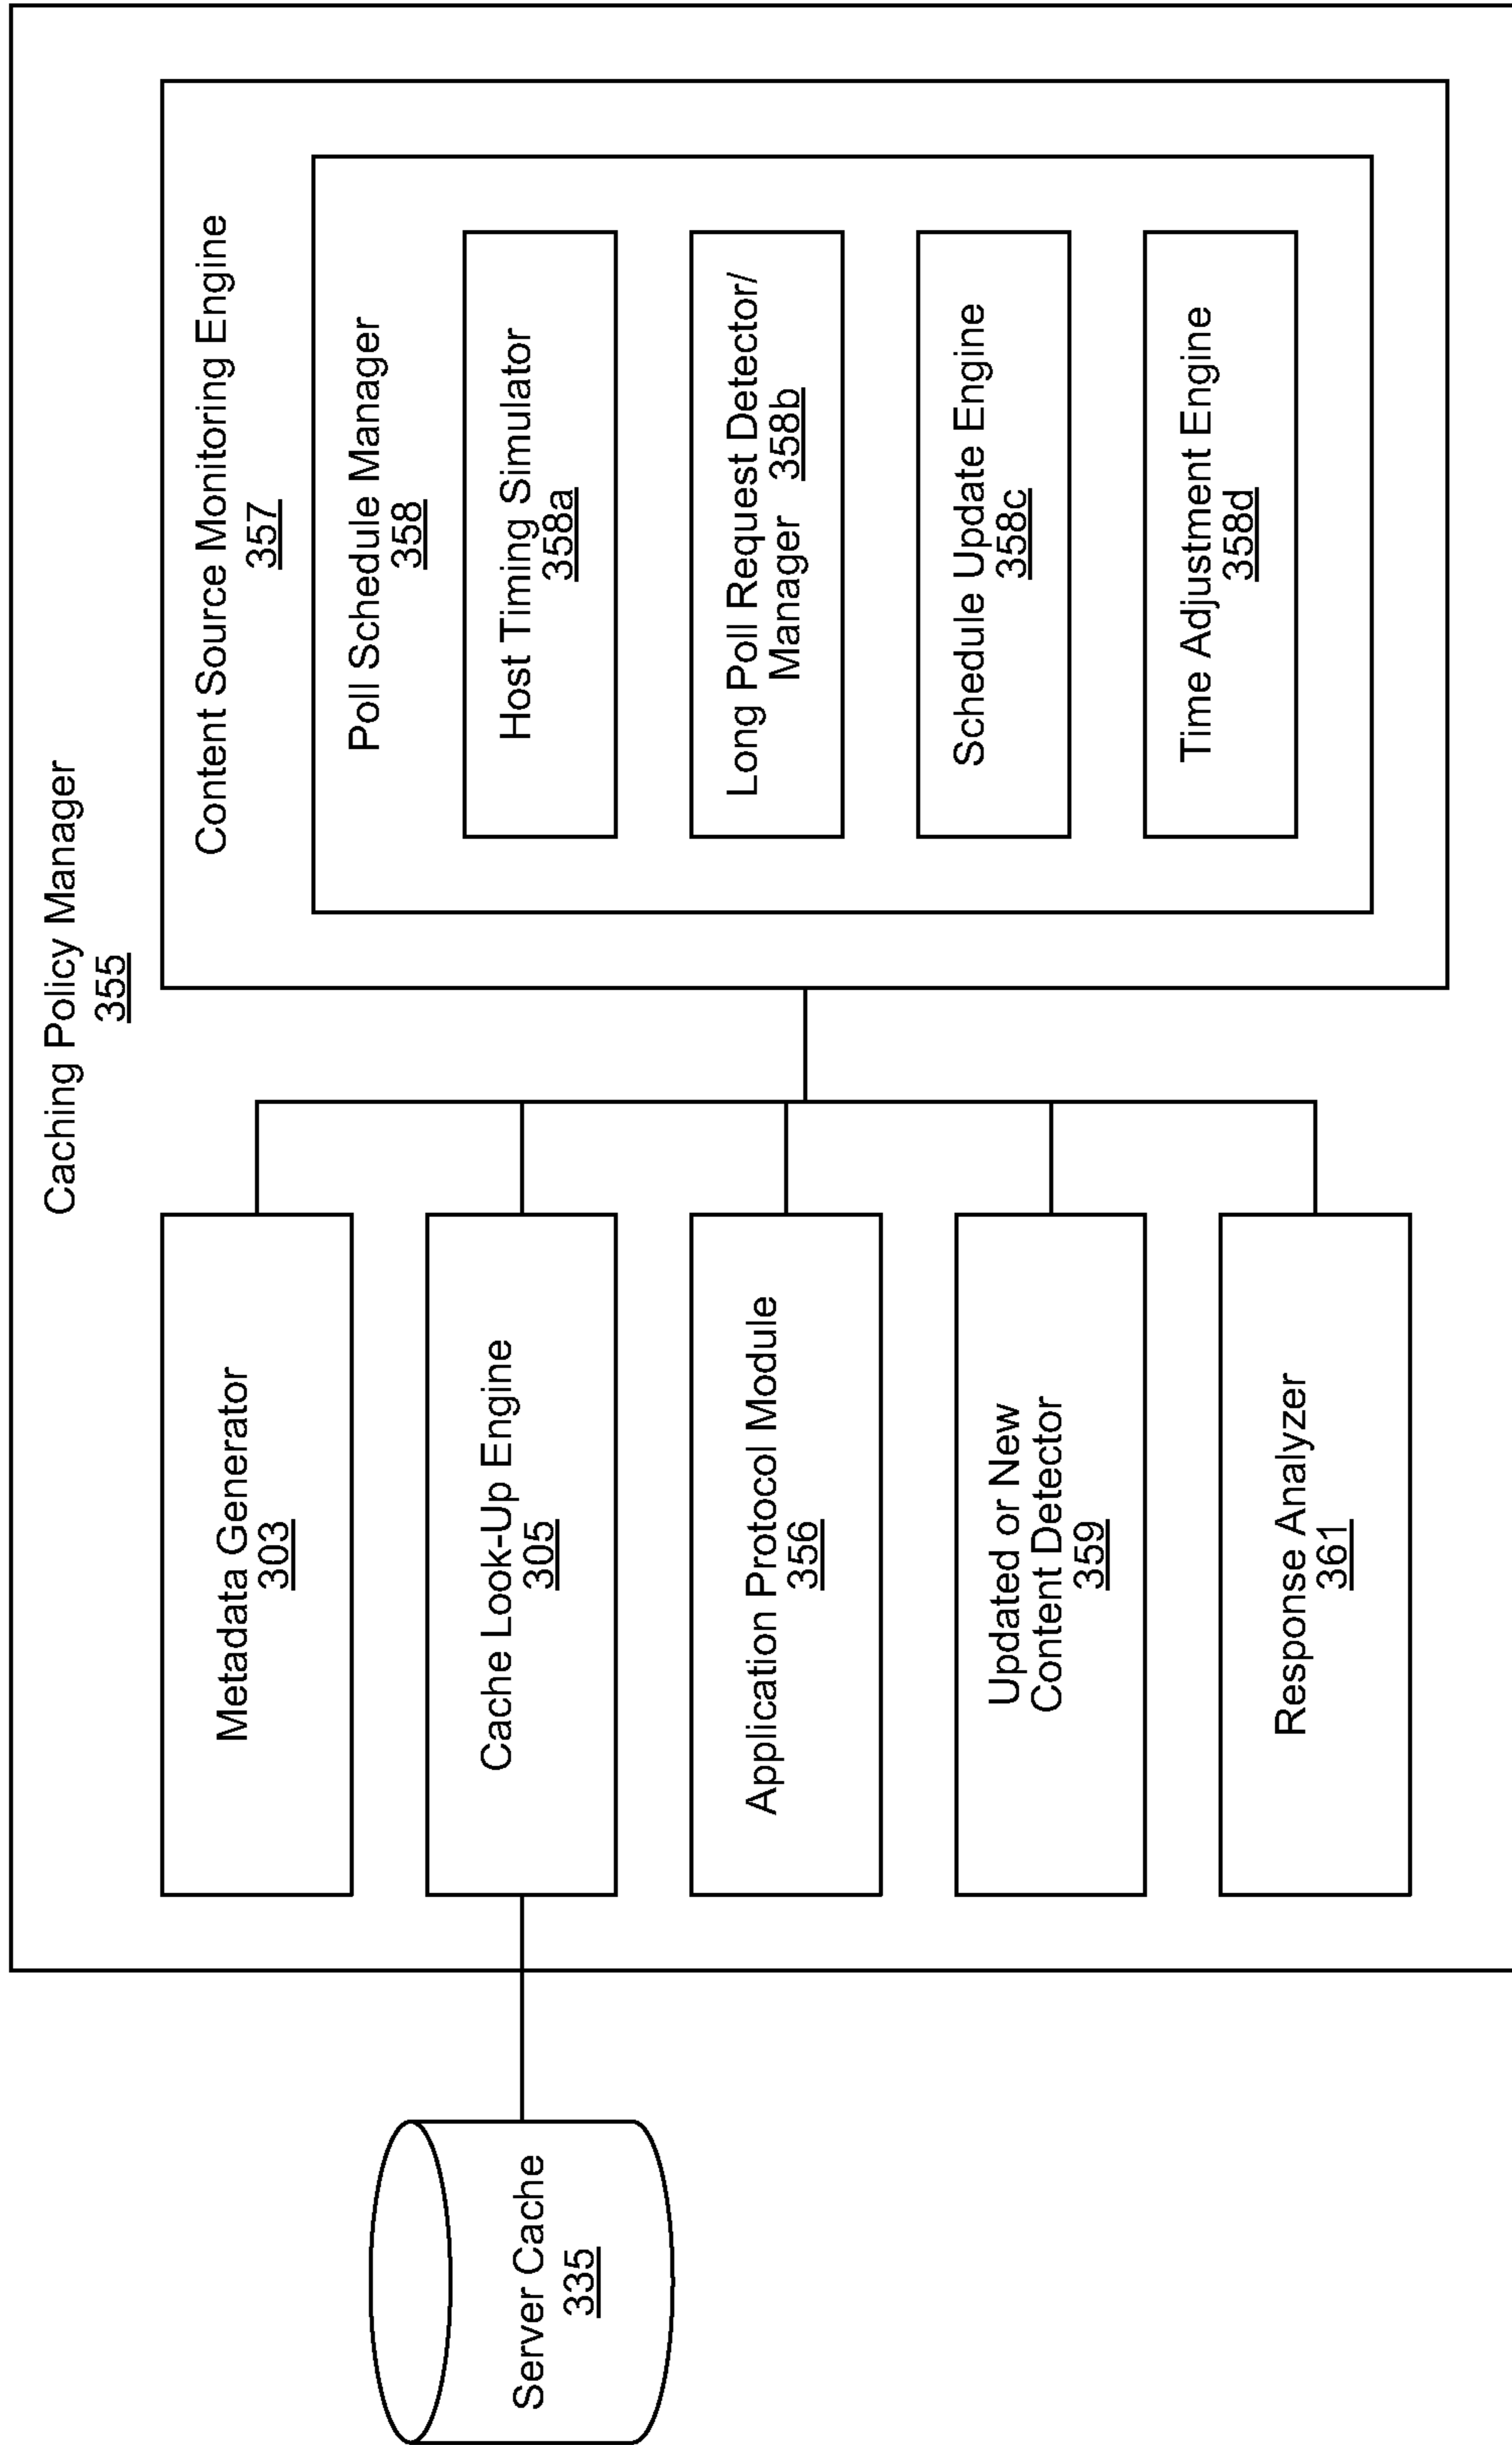 Caching Policy Manager
355
Server Cache
335
Metadata Generator
303
Cache Look-Up Engine
305
Application Protocol Module
356
Updated or New
Content Detector
359
Response Analyzer
361
Content Source Monitoring Engine
357
Poll Schedule Manager
358
Host Timing Simulator
358a
Long Poll Request Detector/
Manager 358b
Schedule Update Engine
358c
Time Adjustment Engine
358d